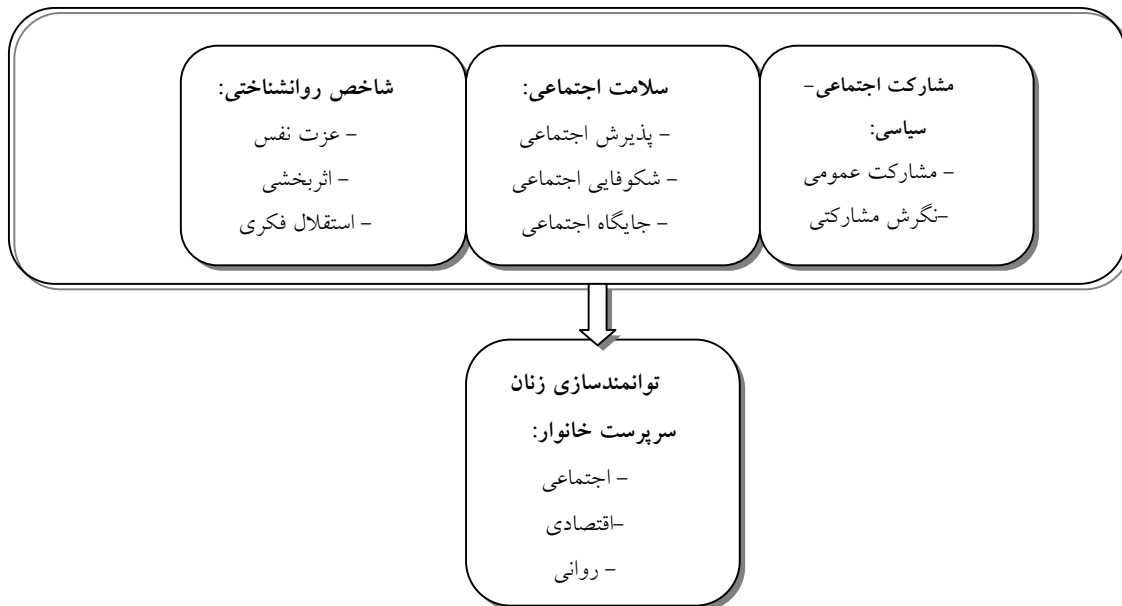 مشارکت اجتماعی–
سیاسی:
– مشارکت عمومی
–نگرش مشارکتی
سلامت اجتماعی:
– پذیرش اجتماعی
– شکوفایی اجتماعی
– جایگاه اجتماعی
شاخص روانشناختی:
– عزت نفس
– اثربخشی
– استقلال فکری
توانمندسازی زنان
سرپرست خانوار:
– اجتماعی
–اقتصادی
– روانی